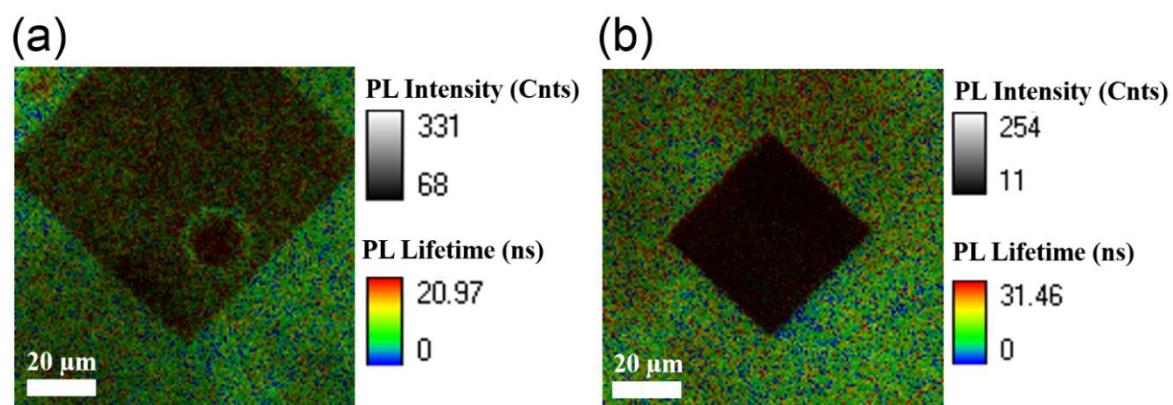 (a)
PL Intensity (Cnts)
331
68
PL Lifetime (ns)
20.97
0
20 µm
(b)
PL Intensity (Cnts)
254
11
PL Lifetime (ns)
31.46
0
20 µm